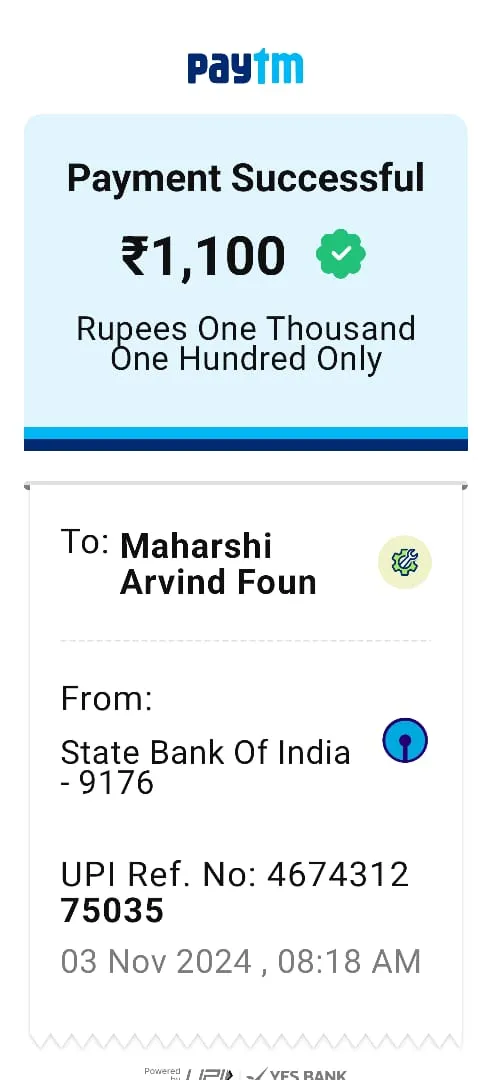 paytm
Payment Successful
₹1,100
Rupees One Thousand
One Hundred Only
To: Maharshi
Arvind Foun
From:
State Bank Of India
- 9176
UPI Ref. No: 4674312
75035
03 Nov 2024 , 08:18 AM
Powered
by UPI YES BANK